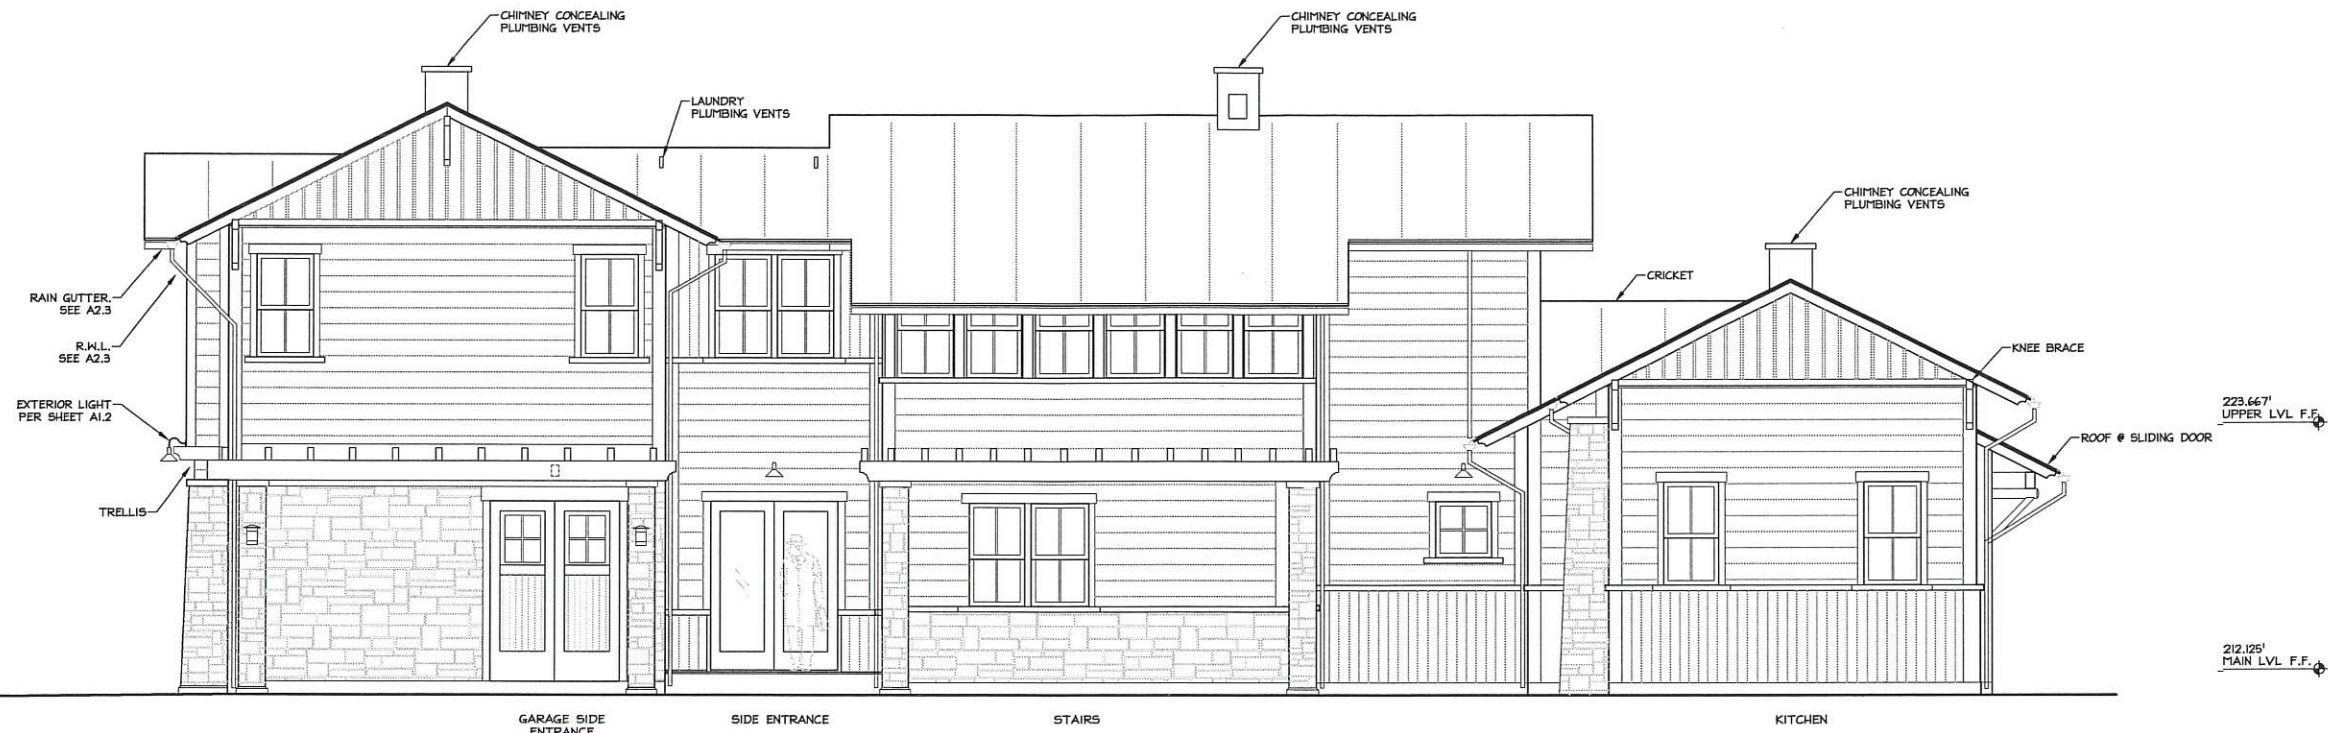 CHIMNEY CONCEALING
PLUMBING VENTS
CHIMNEY CONCEALING
PLUMBING VENTS
LAUNDRY
PLUMBING VENTS
CHIMNEY CONCEALING
PLUMBING VENTS
CRICKET
RAIN GUTTER.
SEE A2.3
R.W.L.
SEE A2.3
KNEE BRACE
EXTERIOR LIGHT
PER SHEET A1.2
223.667'
UPPER LVL F.F.
ROOF @ SLIDING DOOR
TRELLIS
212.125'
MAIN LVL F.F.
GARAGE SIDE
ENTRANCE
SIDE ENTRANCE
STAIRS
KITCHEN